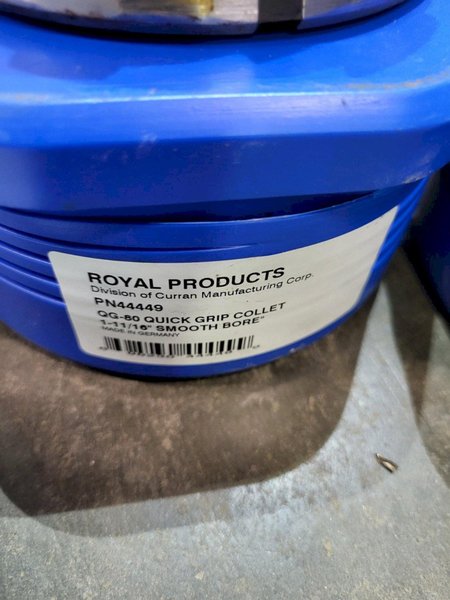 ROYAL PRODUCTS
Division of Curran Manufacturing Corp.
PN44449
QG-80 QUICK GRIP COLLET
1-11/16" SMOOTH BORE"
MADE IN GERMANY